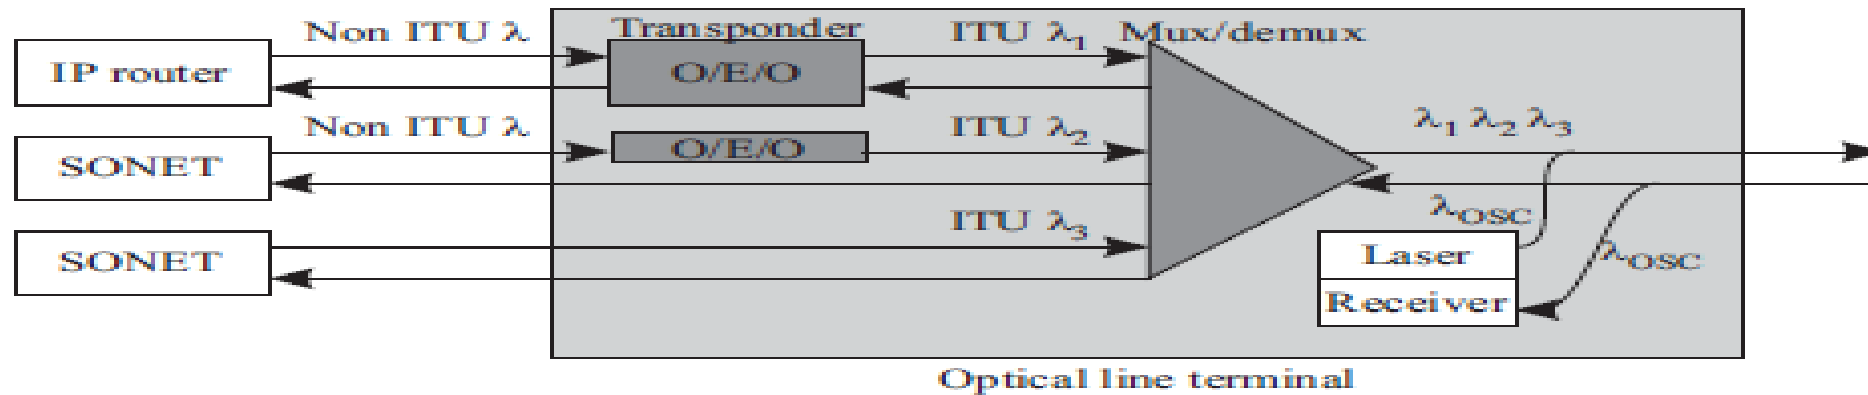 Non ITU λ
Transponder
ITU λ1
Mux/demux
IP router
O/E/O
Non ITU λ
ITU λ2
λ1 λ2 λ3
SONET
O/E/O
ITU λ3
λOSC
SONET
Laser
λOSC
Receiver
Optical line terminal